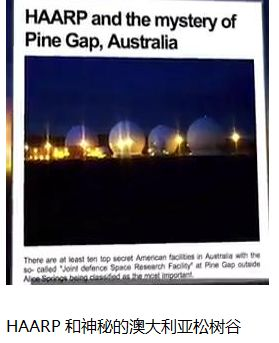 HAARP and the mystery of
Pine Gap, Australia
There are at least ten top secret American facilities in Australia with the
so- called "Joint defence Space Research Facility" at Pine Gap outside
Alice Springs being classified as the most important.
HAARP 和神秘的澳大利亚松树谷